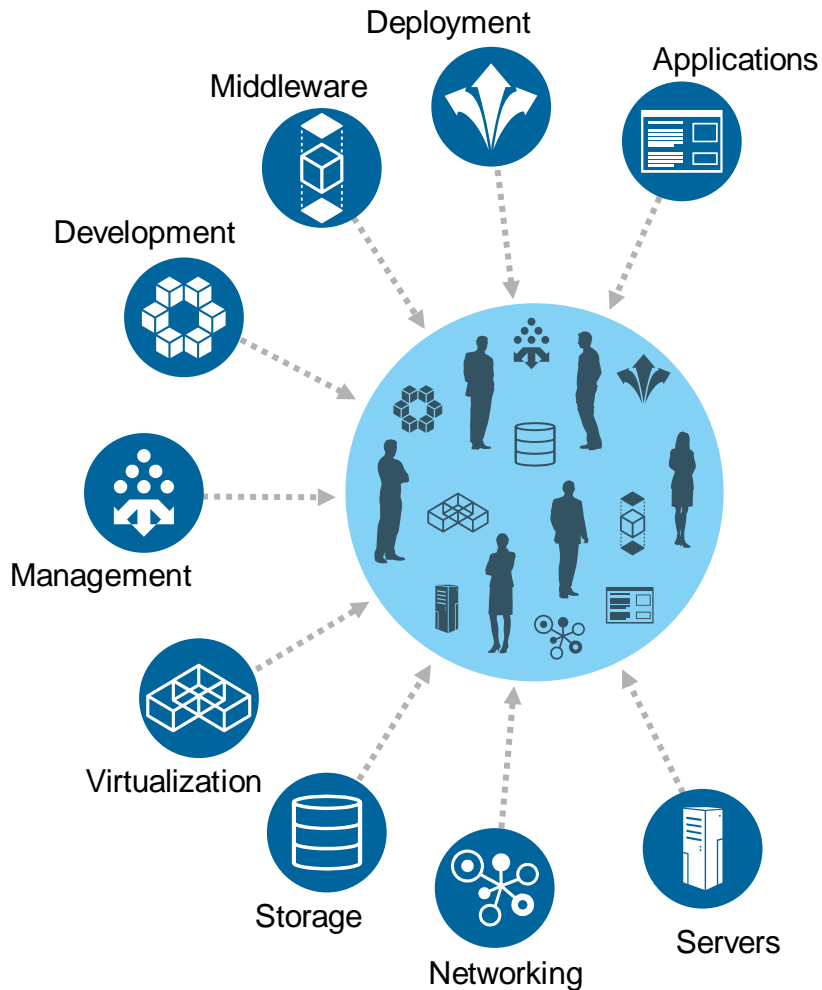 Deployment
Applications
Middleware
Development
Management
Virtualization
Storage
Servers
Networking